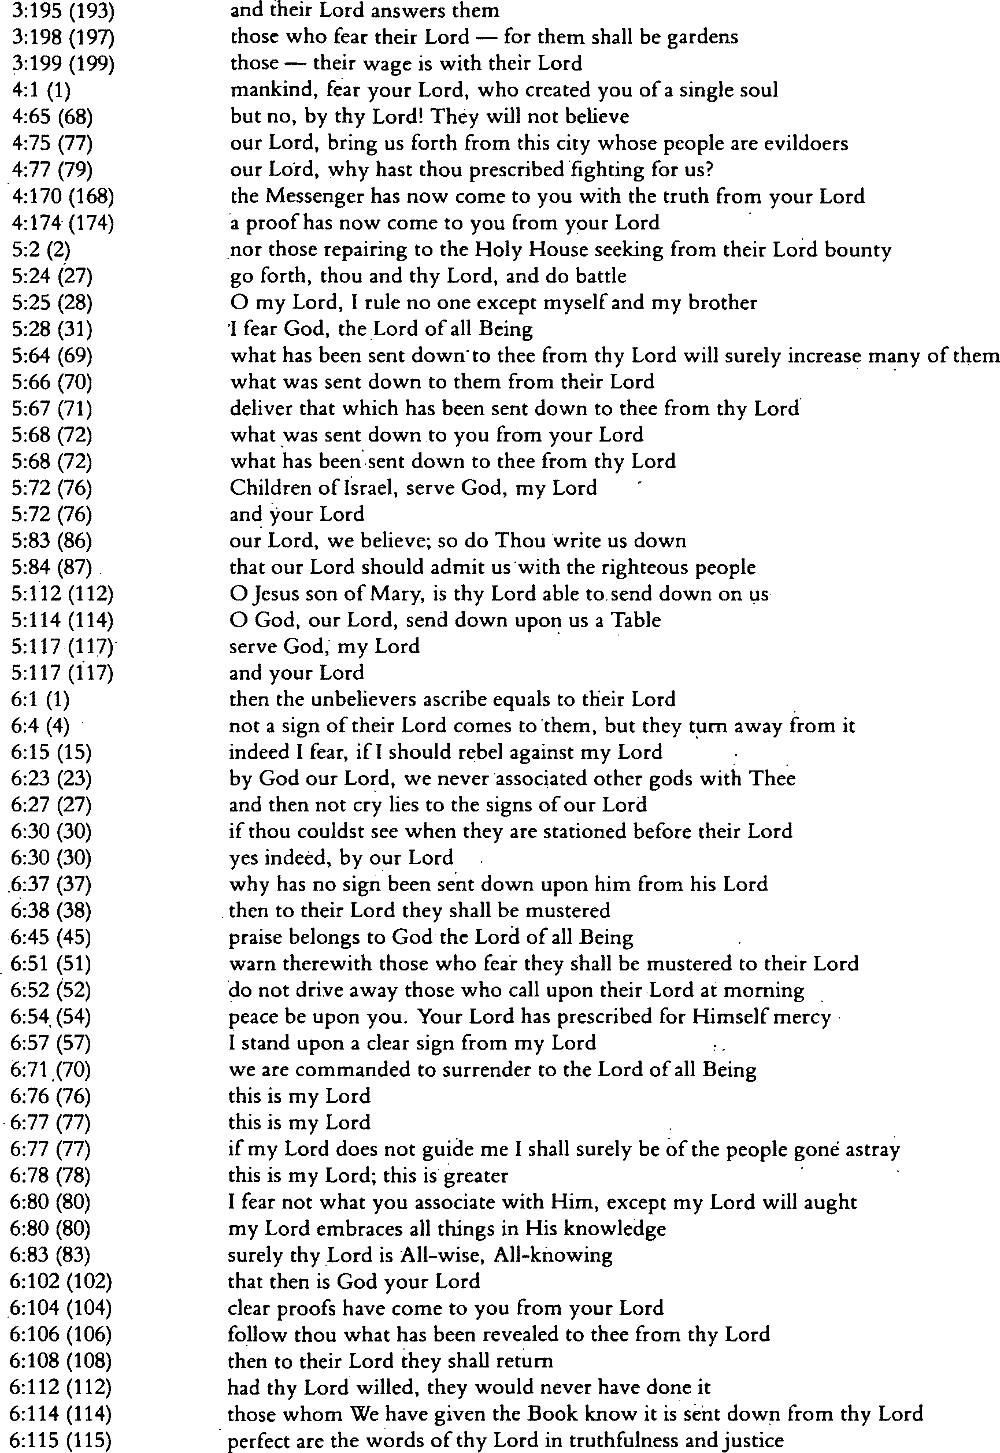 3:195 (193) and their Lord answers them
3:198 (197) those who fear their Lord — for them shall be gardens
3:199 (199) those — their wage is with their Lord
4:1 (1) mankind, fear your Lord, who created you of a single soul
4:65 (68) but no, by thy Lord! They will not believe
4:75 (77) our Lord, bring us forth from this city whose people are evildoers
4:77 (79) our Lord, why hast thou prescribed fighting for us?
4:170 (168) the Messenger has now come to you with the truth from your Lord
4:174 (174) a proof has now come to you from your Lord
5:2 (2) nor those repairing to the Holy House seeking from their Lord bounty
5:24 (27) go forth, thou and thy Lord, and do battle
5:25 (28) O my Lord, I rule no one except myself and my brother
5:28 (31) I fear God, the Lord of all Being
5:64 (69) what has been sent down to thee from thy Lord will surely increase many of them
5:66 (70) what was sent down to them from their Lord
5:67 (71) deliver that which has been sent down to thee from thy Lord
5:68 (72) what was sent down to you from your Lord
5:68 (72) what has been sent down to thee from thy Lord
5:72 (76) Children of Israel, serve God, my Lord
5:72 (76) and your Lord
5:83 (86) our Lord, we believe; so do Thou write us down
5:84 (87) that our Lord should admit us with the righteous people
5:112 (112) O Jesus son of Mary, is thy Lord able to send down on us
5:114 (114) O God, our Lord, send down upon us a Table
5:117 (117) serve God, my Lord
5:117 (117) and your Lord
6:1 (1) then the unbelievers ascribe equals to their Lord
6:4 (4) not a sign of their Lord comes to them, but they turn away from it
6:15 (15) indeed I fear, if I should rebel against my Lord
6:23 (23) by God our Lord, we never associated other gods with Thee
6:27 (27) and then not cry lies to the signs of our Lord
6:30 (30) if thou couldst see when they are stationed before their Lord
6:30 (30) yes indeed, by our Lord
6:37 (37) why has no sign been sent down upon him from his Lord
6:38 (38) then to their Lord they shall be mustered
6:45 (45) praise belongs to God the Lord of all Being
6:51 (51) warn therewith those who fear they shall be mustered to their Lord
6:52 (52) do not drive away those who call upon their Lord at morning
6:54 (54) peace be upon you. Your Lord has prescribed for Himself mercy
6:57 (57) I stand upon a clear sign from my Lord
6:71 (70) we are commanded to surrender to the Lord of all Being
6:76 (76) this is my Lord
6:77 (77) this is my Lord
6:77 (77) if my Lord does not guide me I shall surely be of the people gone astray
6:78 (78) this is my Lord; this is greater
6:80 (80) I fear not what you associate with Him, except my Lord will aught
6:80 (80) my Lord embraces all things in His knowledge
6:83 (83) surely thy Lord is All-wise, All-knowing
6:102 (102) that then is God your Lord
6:104 (104) clear proofs have come to you from your Lord
6:106 (106) follow thou what has been revealed to thee from thy Lord
6:108 (108) then to their Lord they shall return
6:112 (112) had thy Lord willed, they would never have done it
6:114 (114) those whom We have given the Book know it is sent down from thy Lord
6:115 (115) perfect are the words of thy Lord in truthfulness and justice